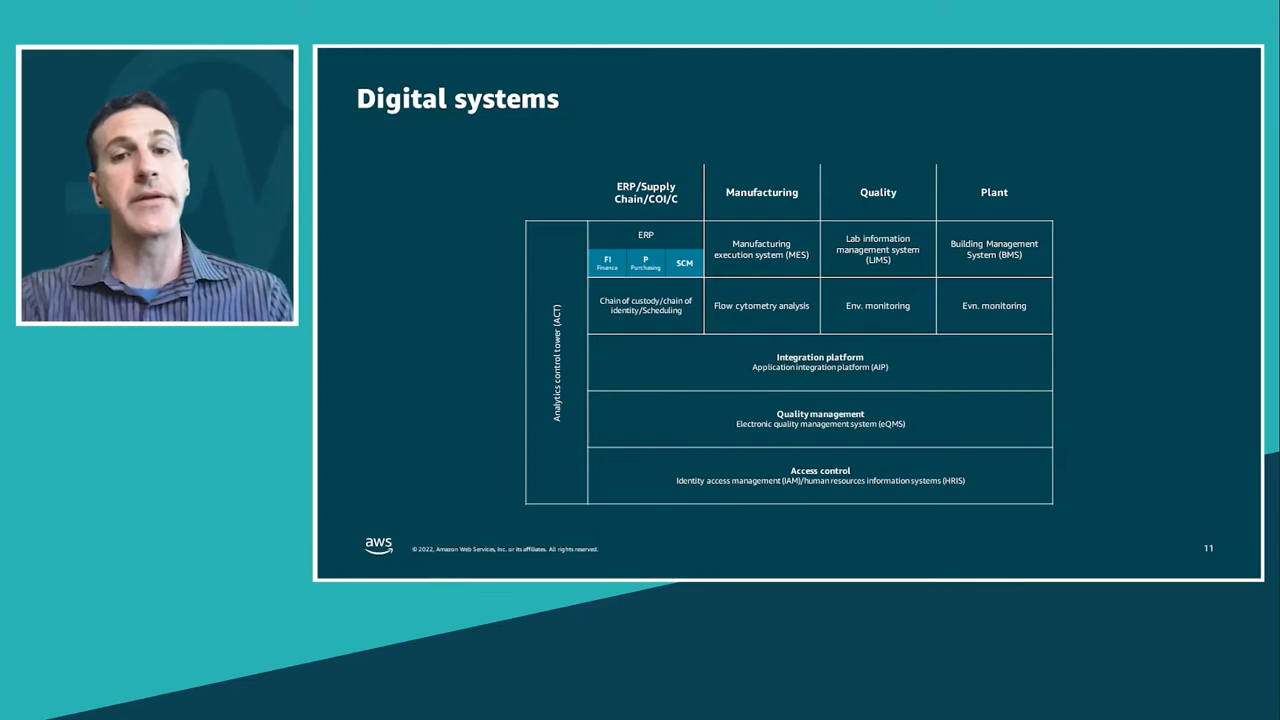 Digital systems
ERP/Supply
Chain/COI/C
Manufacturing
Quality
Plant
ERP
FI
Finance
P
Purchasing
SCM
Manufacturing
execution system (MES)
Lab information
management system
(LIMS)
Building Management
System (BMS)
Analytics control tower (ACT)
Chain of custody/chain of
identity/Scheduling
Flow cytometry analysis
Env. monitoring
Evn. monitoring
Integration platform
Application integration platform (AIP)
Quality management
Electronic quality management system (eQMS)
Access control
Identity access management (IAM)/human resources information systems (HRIS)
aws
© 2022, Amazon Web Services, Inc. or its affiliates. All rights reserved.
11